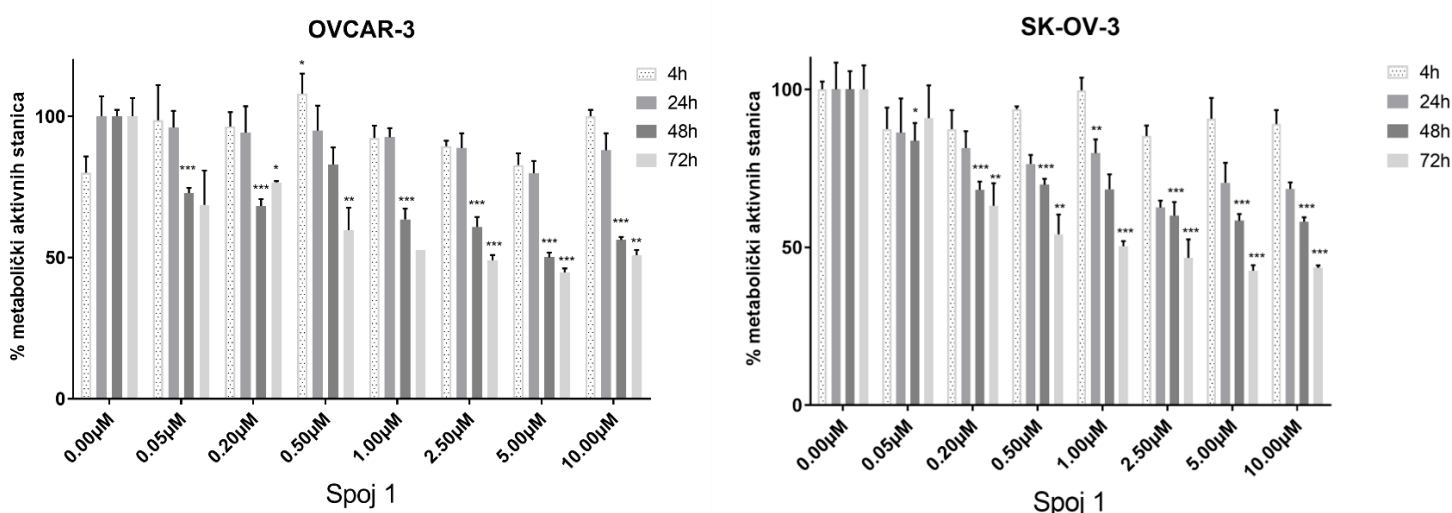 OVCAR-3
% metabolički aktivnih stanica
100
50
0
*
***
***
*
**
***
***
***
***
***
***
**
4h
24h
48h
72h
0.00µM
0.05µM
0.20µM
0.50µM
1.00µM
2.50µM
5.00µM
10.00µM
Spoj 1
SK-OV-3
% metabolički aktivnih stanica
100
50
0
*
***
**
***
**
**
***
***
***
***
***
***
***
4h
24h
48h
72h
0.00µM
0.05µM
0.20µM
0.50µM
1.00µM
2.50µM
5.00µM
10.00µM
Spoj 1